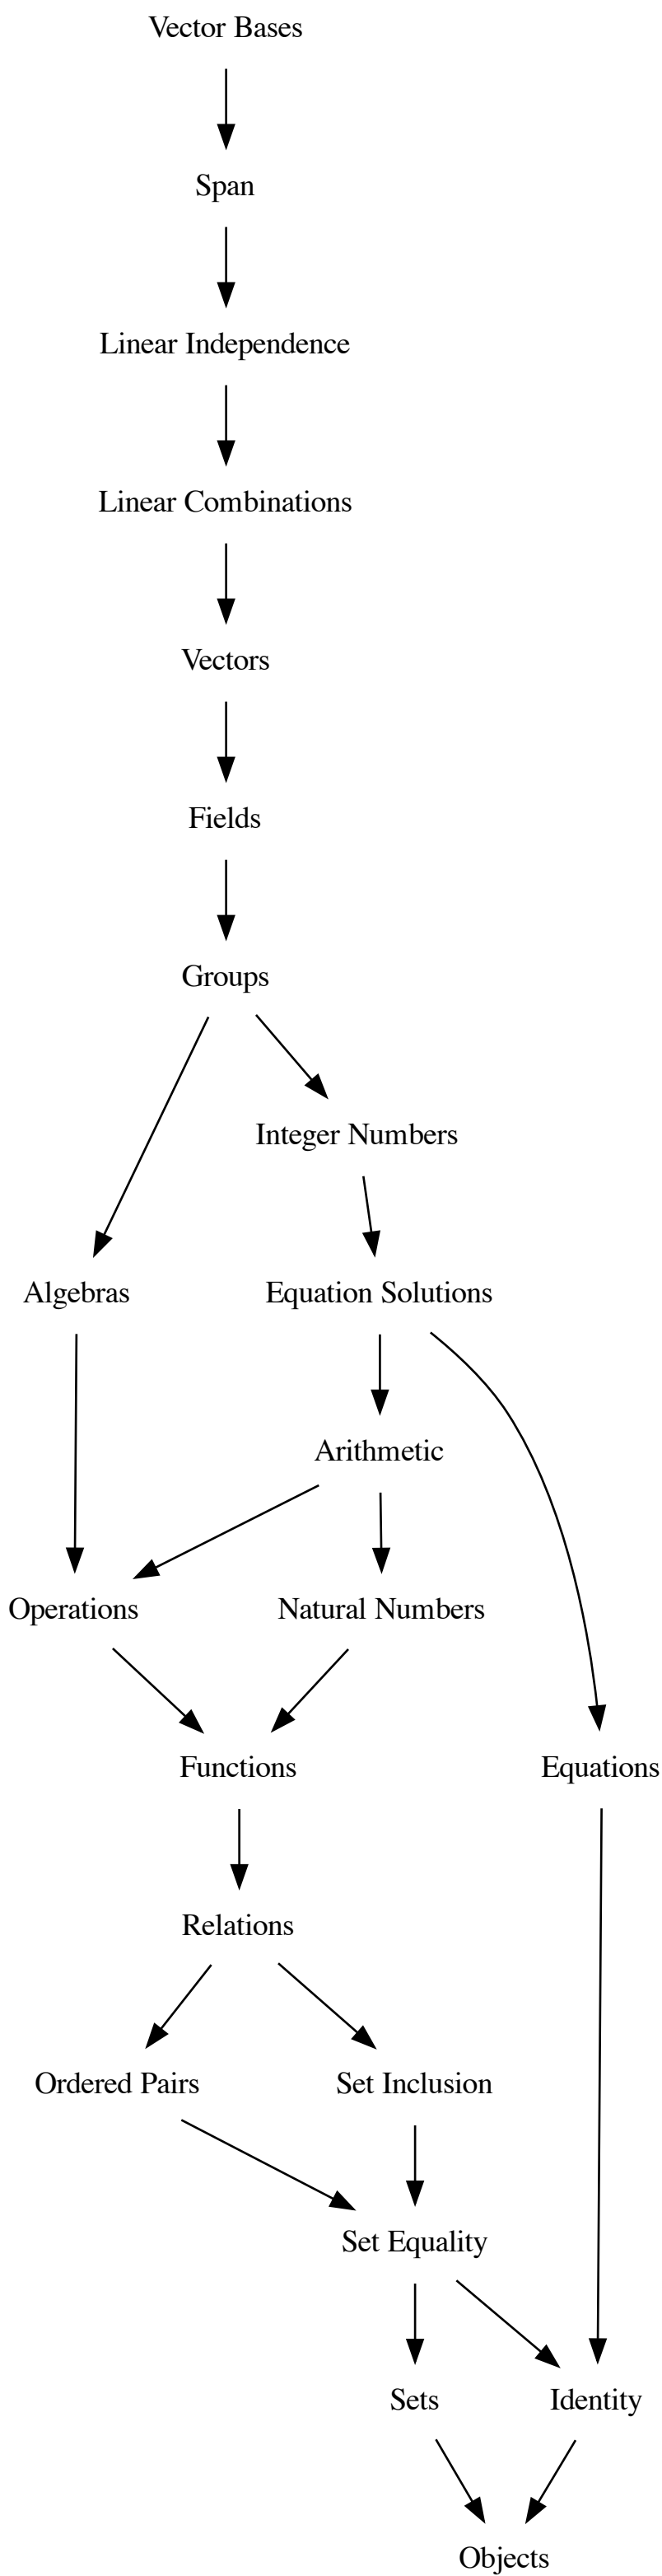 Vector Bases
Span
Linear Independence
Linear Combinations
Vectors
Fields
Groups
Integer Numbers
Algebras
Equation Solutions
Arithmetic
Operations
Natural Numbers
Functions
Equations
Relations
Ordered Pairs
Set Inclusion
Set Equality
Sets
Identity
Objects